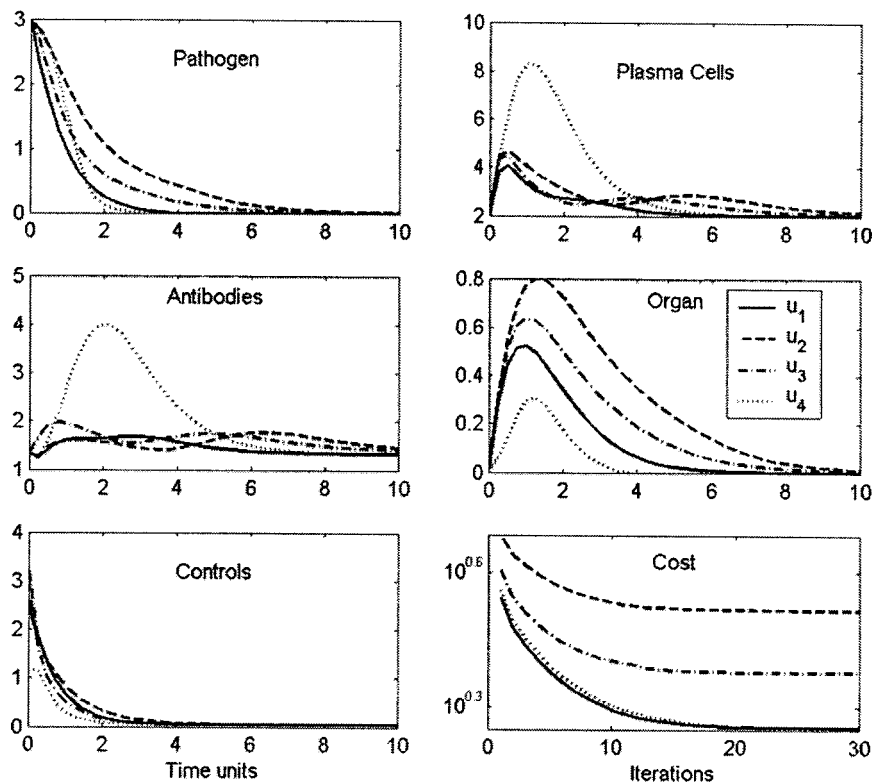 3
2
1
0
0 2 4 6 8 10
Pathogen
10
8
6
4
2
0 2 4 6 8 10
Plasma Cells
5
4
3
2
1
0 2 4 6 8 10
Antibodies
0.8
0.6
0.4
0.2
0
0 2 4 6 8 10
Organ
u1
u2
u3
u4
4
3
2
1
0
0 2 4 6 8 10
Controls
Time units
10^0.6
10^0.3
0 10 20 30
Cost
Iterations